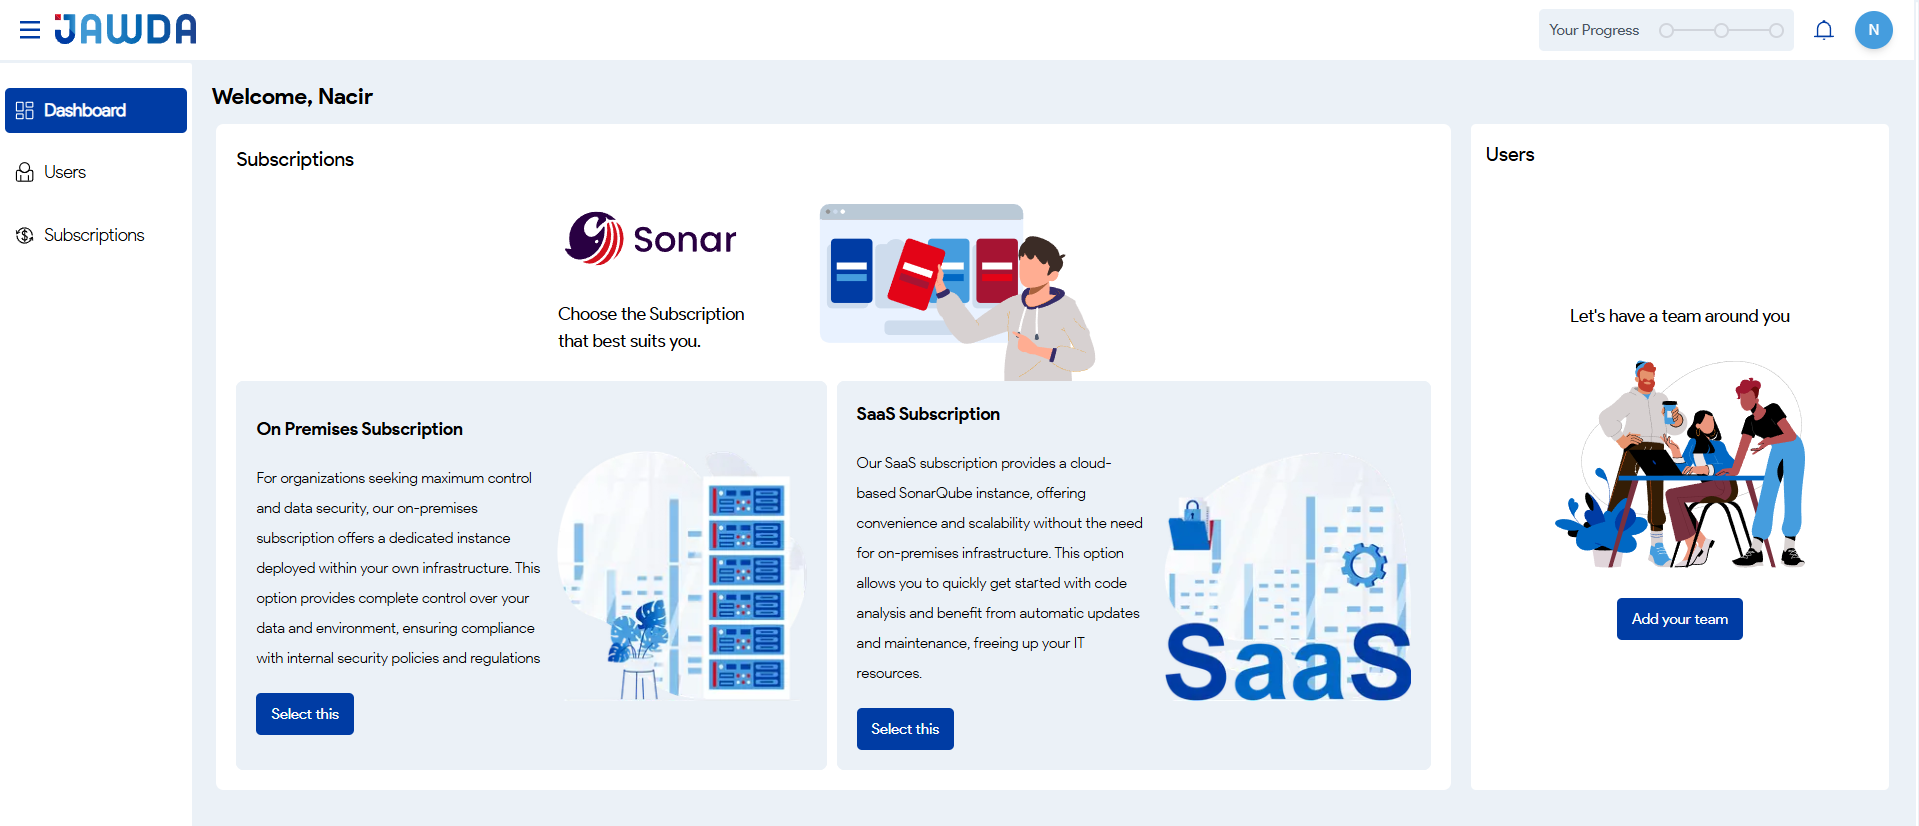 JAWDA
Your Progress
N
Dashboard
Users
Subscriptions
Welcome, Nacir
Subscriptions
Sonar
Choose the Subscription
that best suits you.
On Premises Subscription
For organizations seeking maximum control
and data security, our on-premises
subscription offers a dedicated instance
deployed within your own infrastructure. This
option provides complete control over your
data and environment, ensuring compliance
with internal security policies and regulations
Select this
SaaS Subscription
Our SaaS subscription provides a cloud-
based SonarQube instance, offering
convenience and scalability without the need
for on-premises infrastructure. This option
allows you to quickly get started with code
analysis and benefit from automatic updates
and maintenance, freeing up your IT
resources.
SaaS
Select this
Users
Let's have a team around you
Add your team